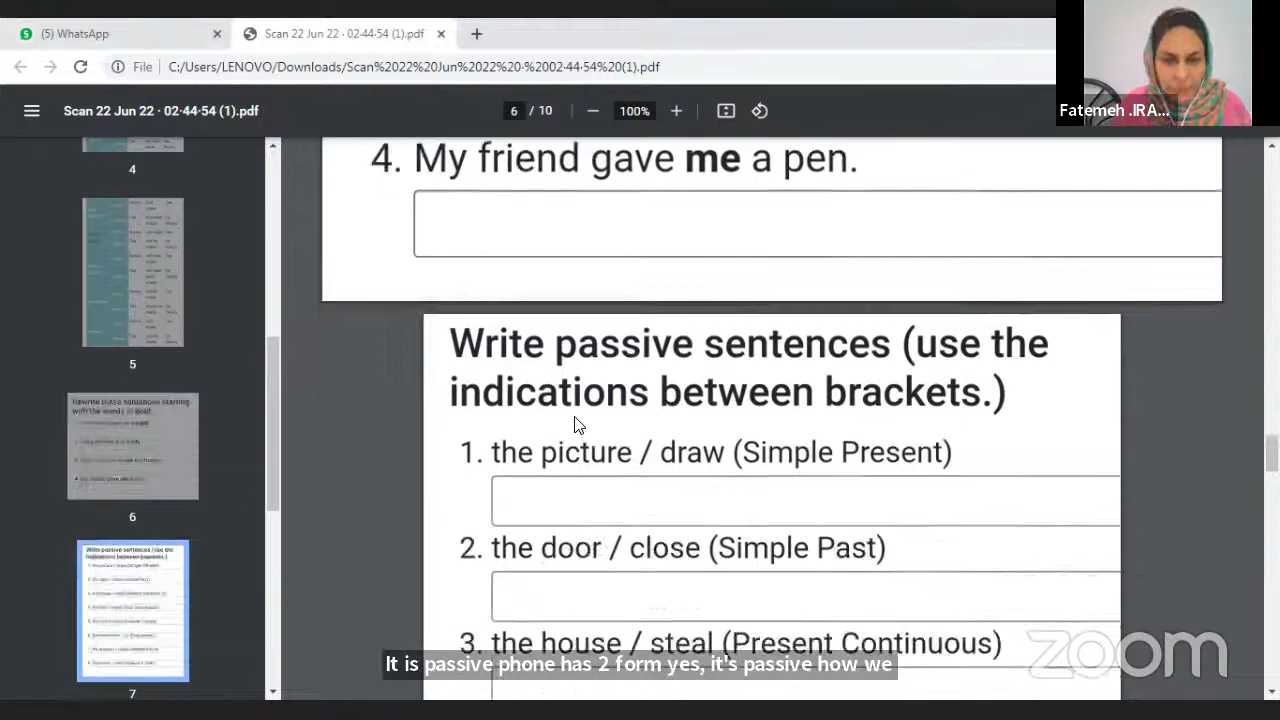 (5) WhatsApp
Scan 22 Jun 22 · 02·44·54 (1).pdf
File
C:/Users/LENOVO/Downloads/Scan%2022%20Jun%2022%20·%2002·44·54%20(1).pdf
Scan 22 Jun 22 · 02·44·54 (1).pdf
6 / 10
100%
Fatemeh .IRA...
4
5
6
7
4. My friend gave me a pen.
Write passive sentences (use the
indications between brackets.)
1. the picture / draw (Simple Present)
2. the door / close (Simple Past)
3. the house / steal (Present Continuous)
It is passive phone has 2 form yes, it's passive how we
zoom